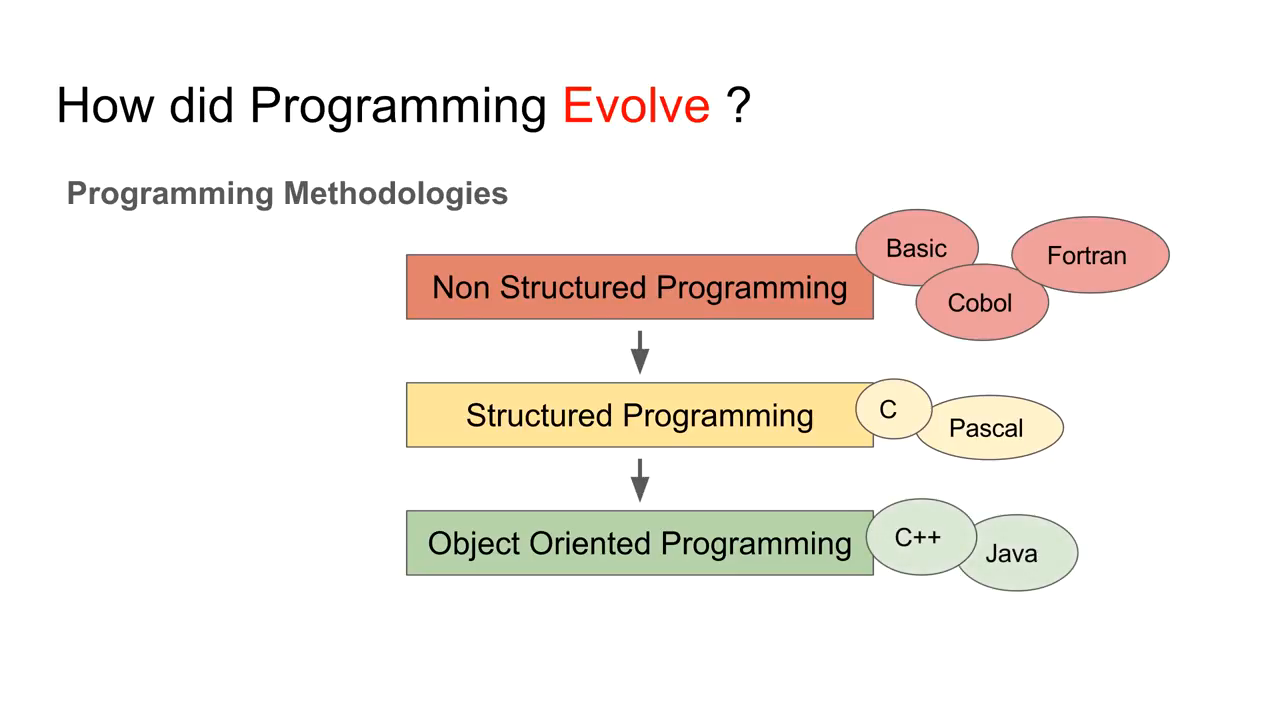 How did Programming Evolve ?
Programming Methodologies
Non Structured Programming
Basic
Cobol
Fortran
Structured Programming
C
Pascal
Object Oriented Programming
C++
Java